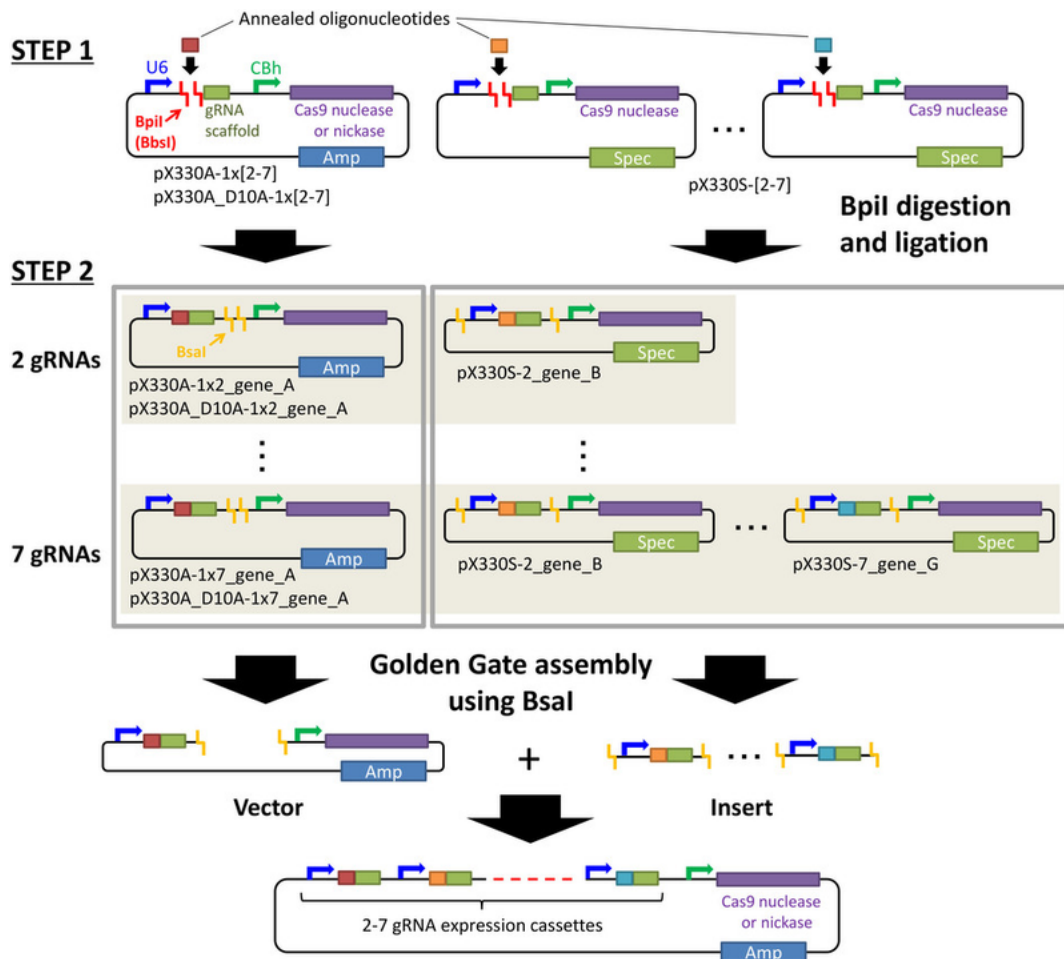 Annealed oligonucleotides
STEP 1
U6
CBh
BpiI
(BbsI)
gRNA
scaffold
Cas9 nuclease
or nickase
Amp
Cas9 nuclease
Spec
...
Cas9 nuclease
Spec
pX330A-1x[2-7]
pX330A_D10A-1x[2-7]
pX330S-[2-7]
BpiI digestion
and ligation
STEP 2
2 gRNAs
BsaI
Amp
pX330A-1x2_gene_A
pX330A_D10A-1x2_gene_A
Spec
pX330S-2_gene_B
7 gRNAs
Amp
pX330A-1x7_gene_A
pX330A_D10A-1x7_gene_A
Spec
pX330S-2_gene_B
...
Spec
pX330S-7_gene_G
Golden Gate assembly
using BsaI
Amp
Vector
+
...
Insert
2-7 gRNA expression cassettes
Cas9 nuclease
or nickase
Amp